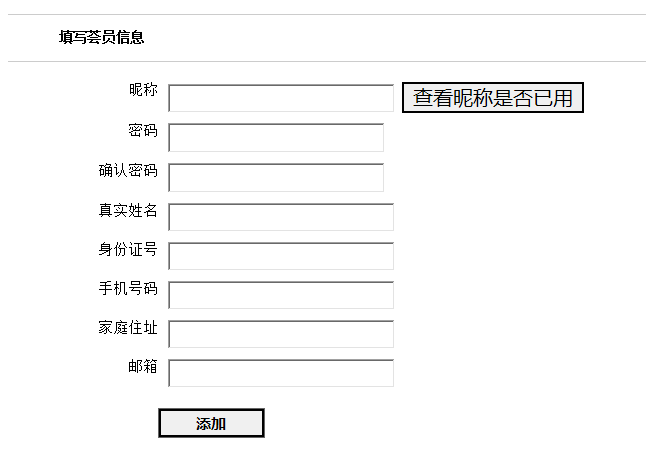 填写荟员信息
昵称
查看昵称是否已用
密码
确认密码
真实姓名
身份证号
手机号码
家庭住址
邮箱
添加